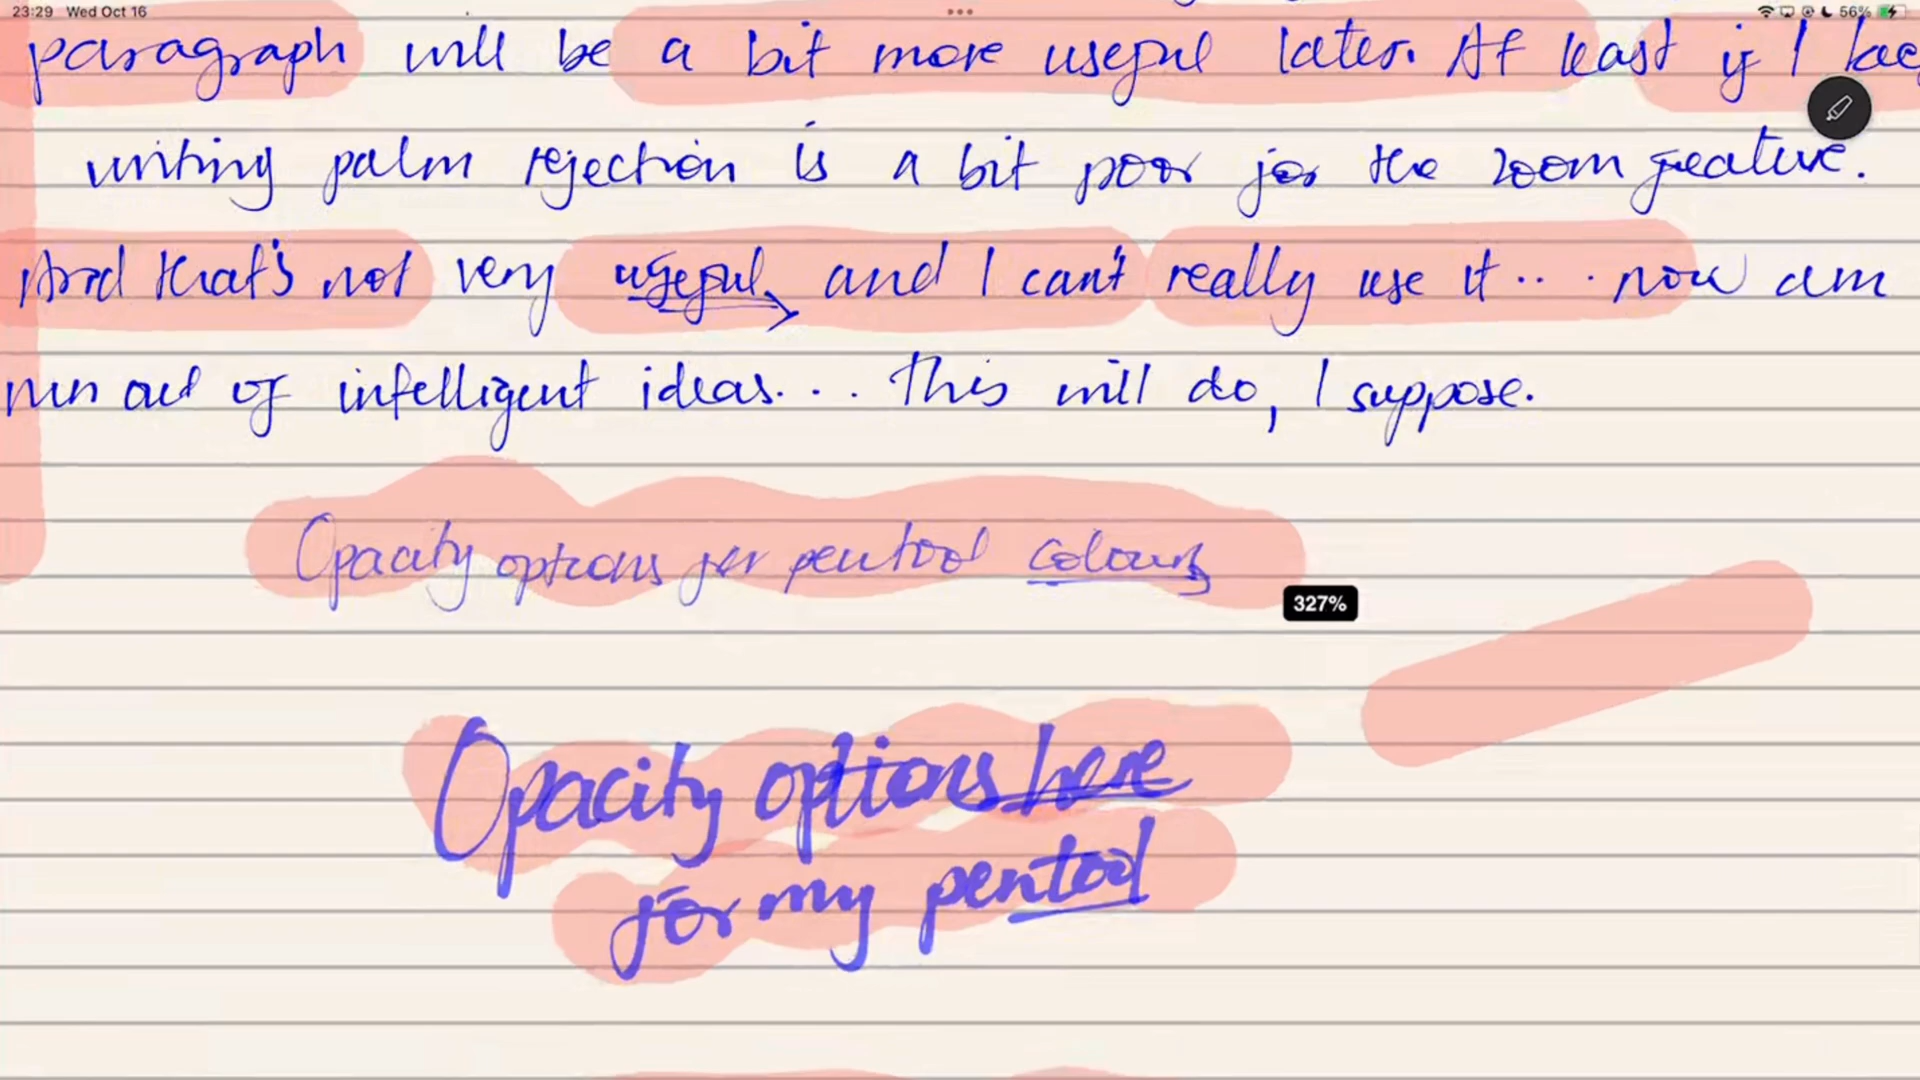 23:29 Wed Oct 16
56%
paragraph will be a bit more useful later. At least if I
writing palm rejection is a bit poor for the zoom feature.
And that's not very useful, and I can't really use it... now am
run out of intelligent ideas... This will do, I suppose.
Opacity options for pentool colours
327%
Opacity options here
for my pentool